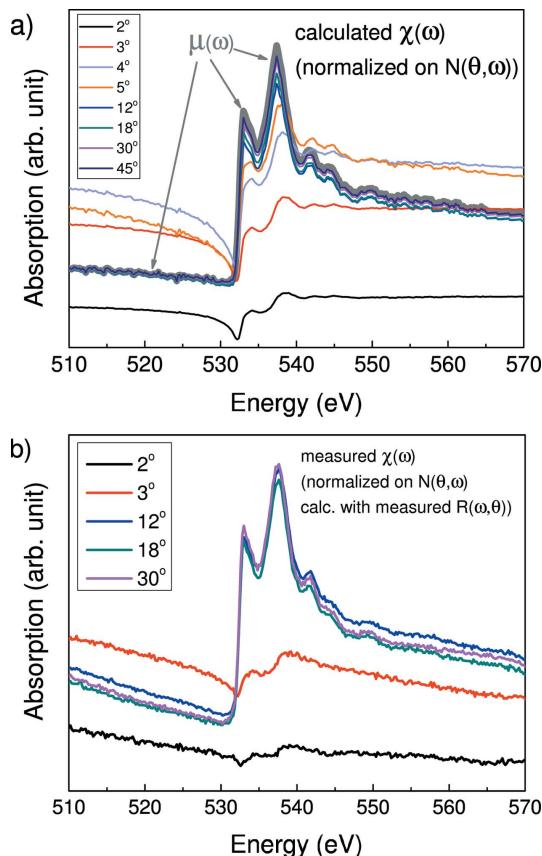 a)
2°
3°
4°
5°
12°
18°
30°
45°
μ(ω)
calculated χ(ω)
(normalized on N(θ,ω))
Absorption (arb. unit)
510 520 530 540 550 560 570
Energy (eV)
b)
2°
3°
12°
18°
30°
measured χ(ω)
(normalized on N(θ,ω)
calc. with measured R(ω,θ))
Absorption (arb. unit)
510 520 530 540 550 560 570
Energy (eV)